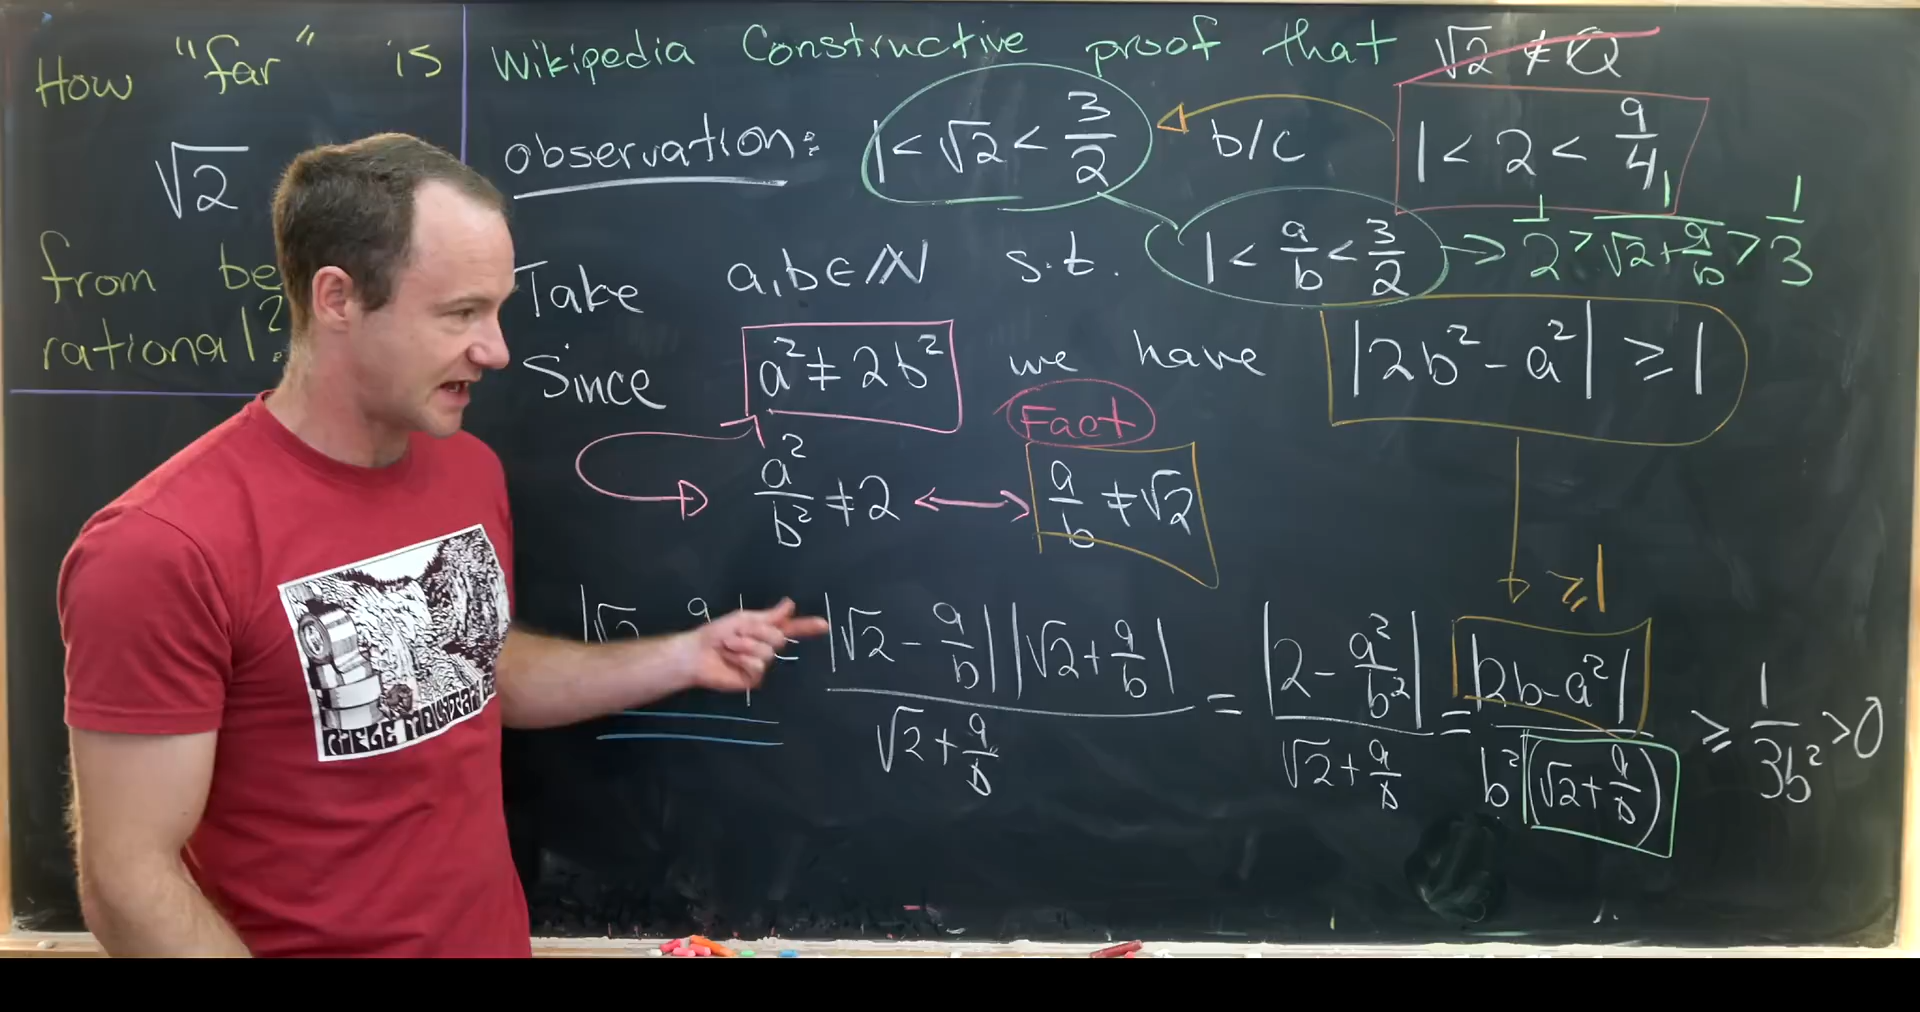 How "far" is
√2
from be
rational?
Wikipedia Constructive proof that √2 ∉ Q
observation: 1 < √2 < 3/2 b/c 1 < 2 < 9/4
Take a,b ∈ N s.t. 1 < a/b < 3/2 → 1/2 > 1/(√2 + a/b) > 1/3
Since a² ≠ 2b² we have |2b² - a²| ≥ 1
Fact
a²/b² ≠ 2 ↔ a/b ≠ √2
≥1
|√2 a | = |√2 - a/b| |√2 + a/b| / (√2 + a/b) = |2 - a²/b²| / (√2 + a/b) = |2b - a²| / b²(√2 + a/b) ≥ 1/3b² > 0